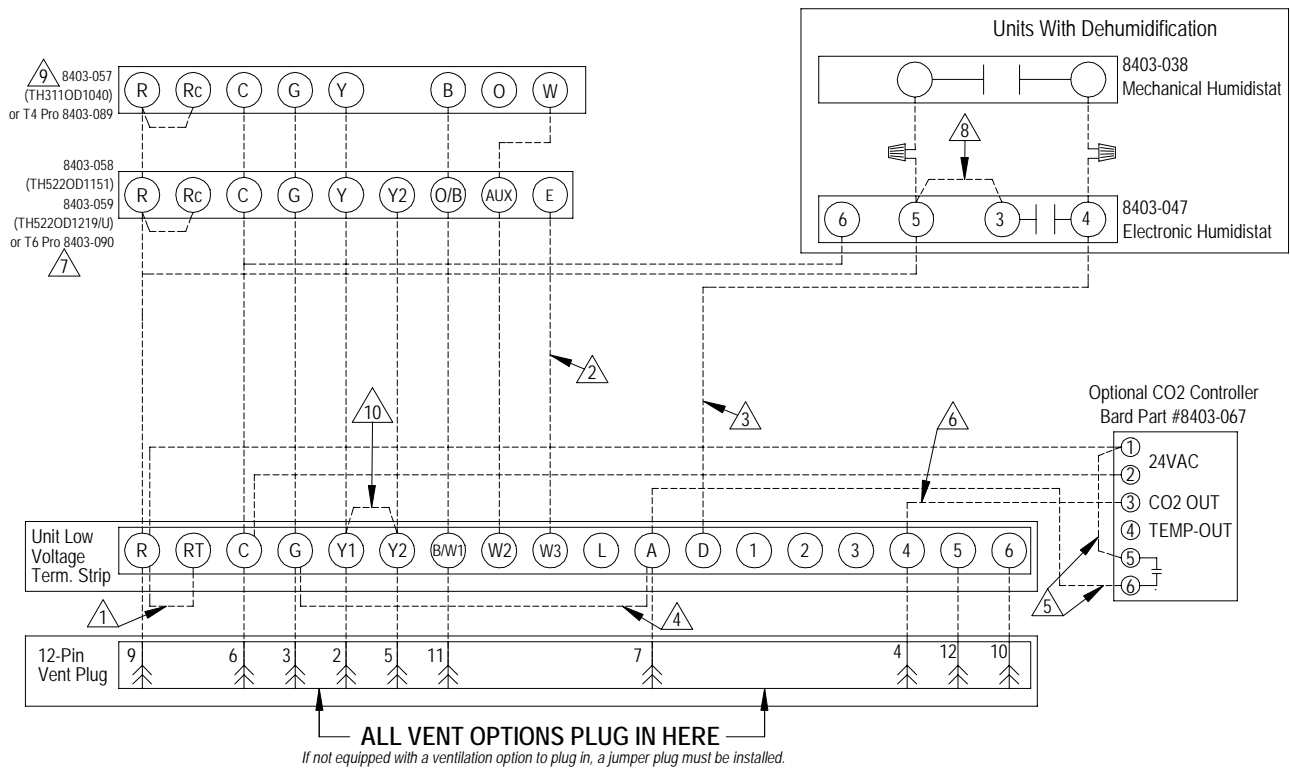 Units With Dehumidification
9 8403-057
(TH311OD1040)
or T4 Pro 8403-089
R Rc C G Y B O W
8403-038
Mechanical Humidistat
8403-058
(TH522OD1151)
8403-059
(TH522OD1219/U)
or T6 Pro 8403-090
7
R Rc C G Y Y2 O/B AUX E
8
6 5 3 4
8403-047
Electronic Humidistat
2
10
3
6
Optional CO2 Controller
Bard Part #8403-067
1
24VAC
2
3 CO2 OUT
4 TEMP-OUT
5
6
5
Unit Low
Voltage
Term. Strip
R RT C G Y1 Y2 B/W1 W2 W3 L A D 1 2 3 4 5 6
1
4
12-Pin
Vent Plug
9 6 3 2 5 11 7 4 12 10
ALL VENT OPTIONS PLUG IN HERE
If not equipped with a ventilation option to plug in, a jumper plug must be installed.